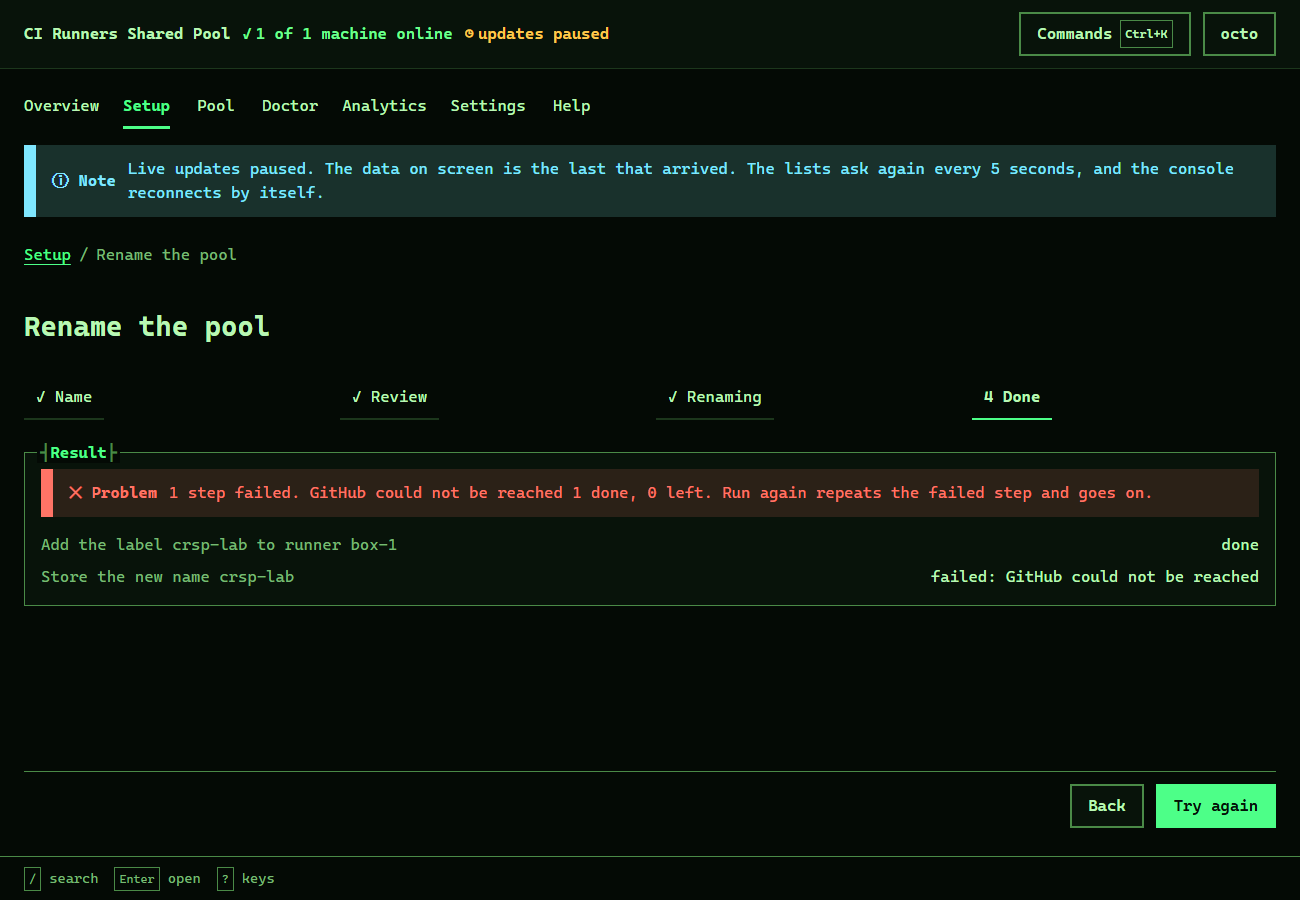 CI Runners Shared Pool ✓1 of 1 machine online updates paused
Commands Ctrl+K
octo
Overview Setup Pool Doctor Analytics Settings Help
Note Live updates paused. The data on screen is the last that arrived. The lists ask again every 5 seconds, and the console
reconnects by itself.
Setup / Rename the pool
Rename the pool
✓ Name ✓ Review ✓ Renaming 4 Done
Result
✕ Problem 1 step failed. GitHub could not be reached 1 done, 0 left. Run again repeats the failed step and goes on.
Add the label crsp-lab to runner box-1 done
Store the new name crsp-lab failed: GitHub could not be reached
Back Try again
/ search Enter open ? keys